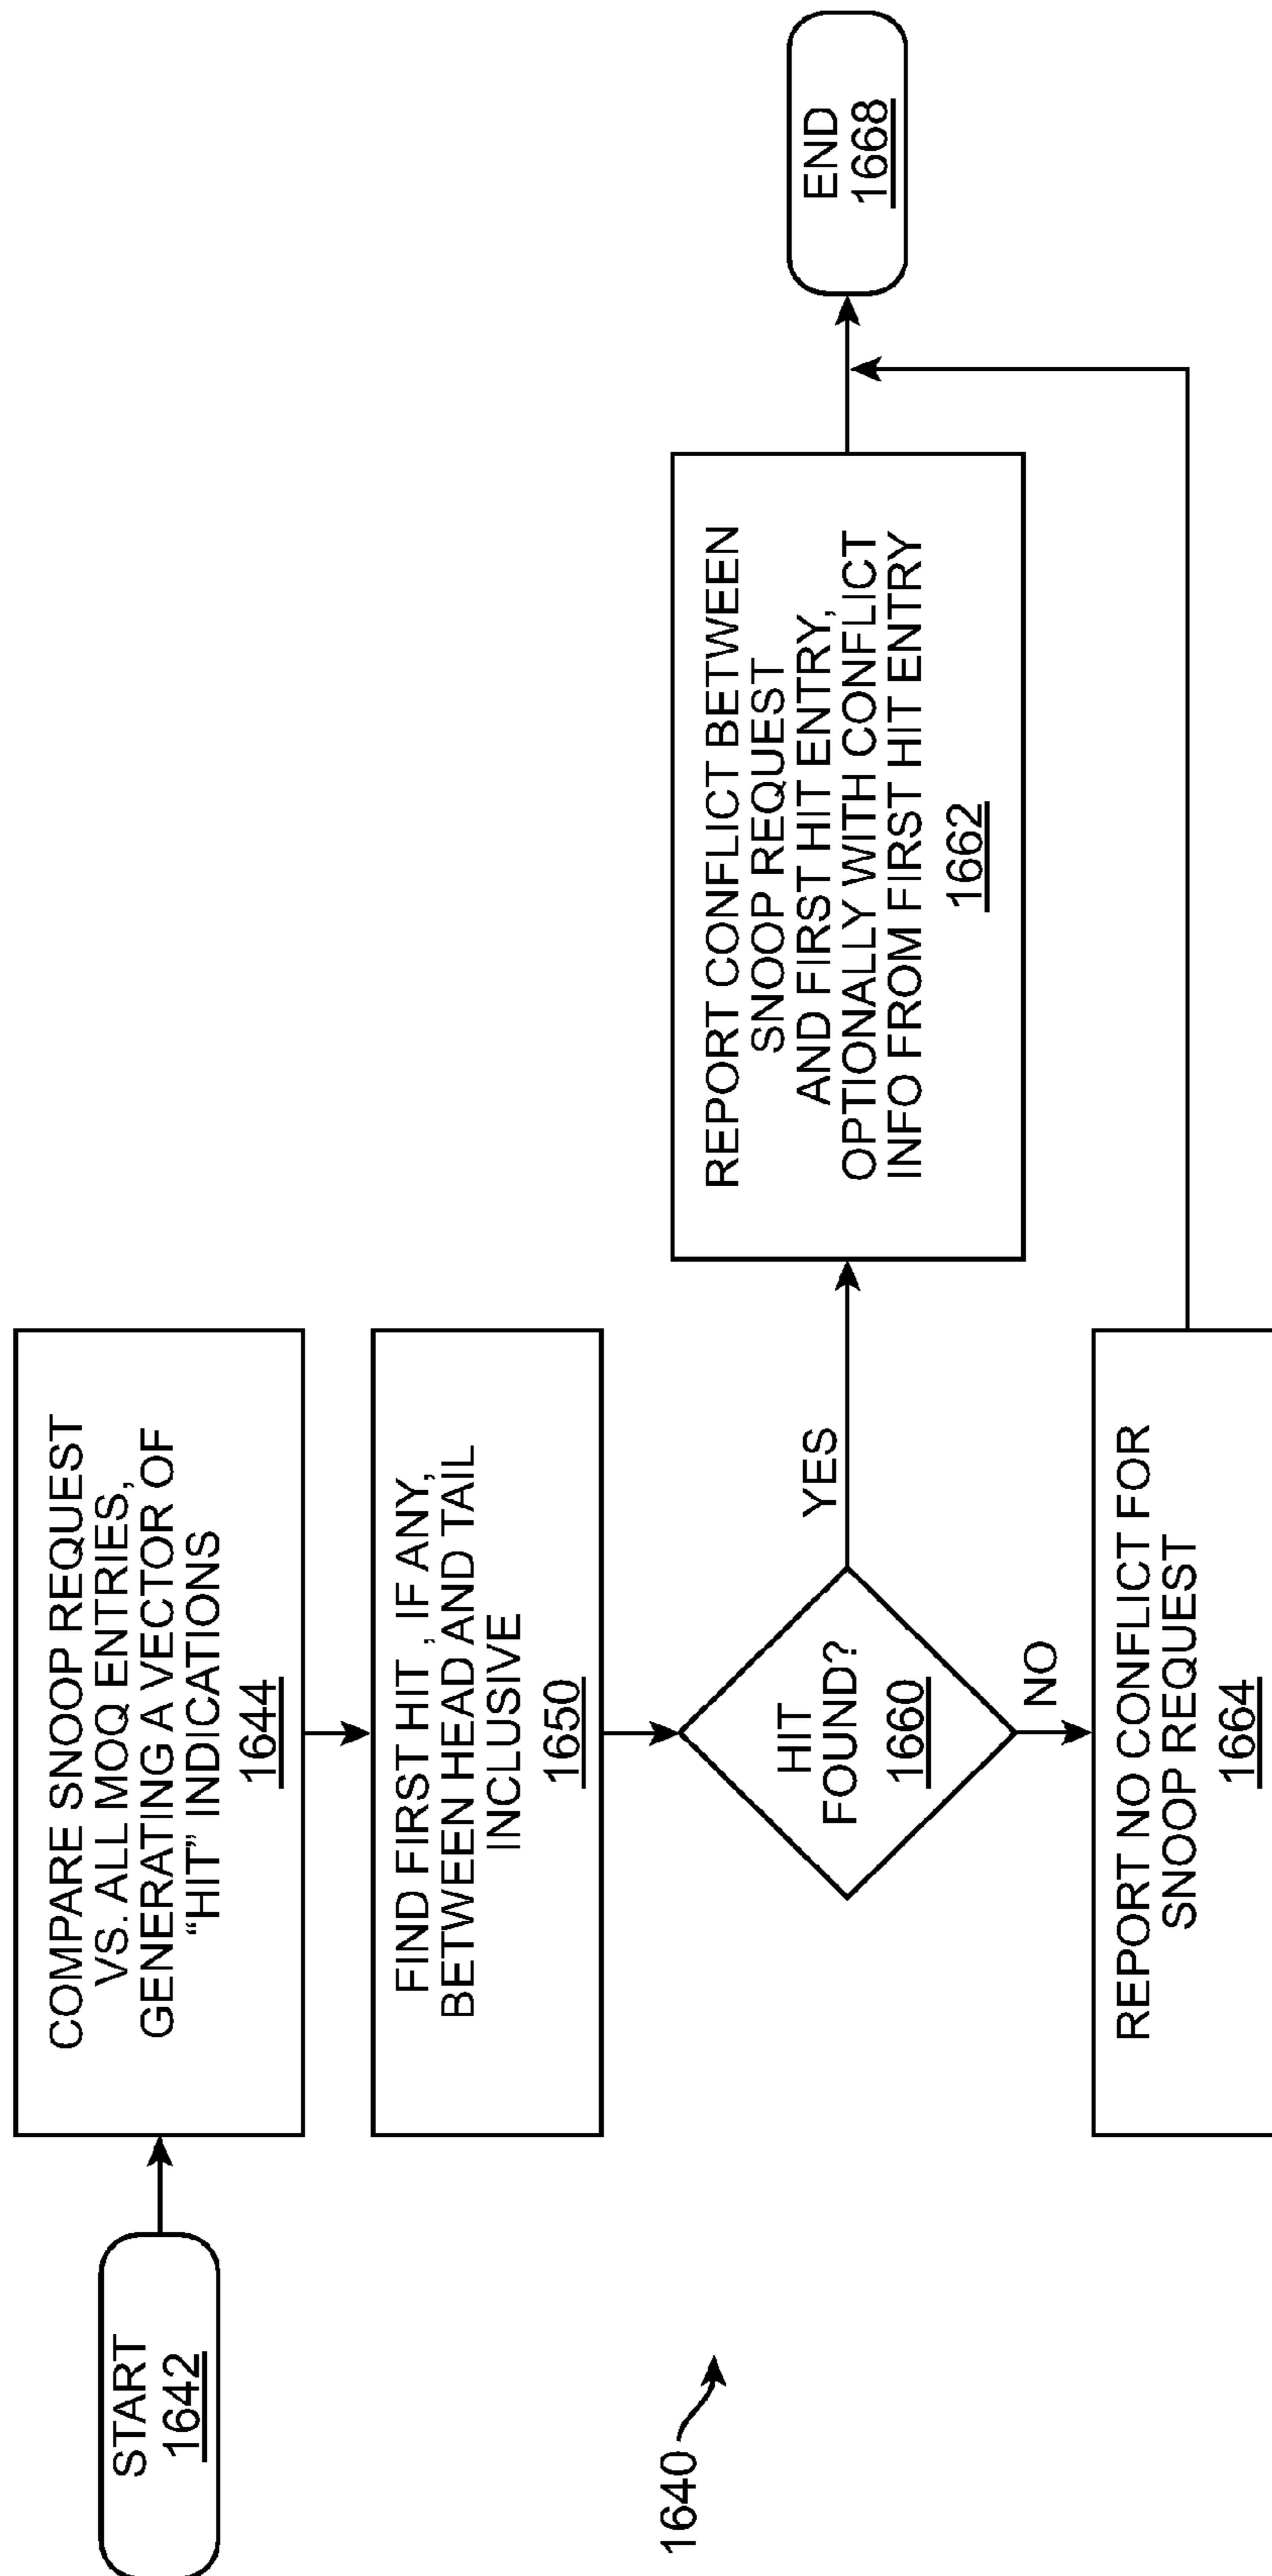 START
1642
COMPARE SNOOP REQUEST
VS. ALL MOQ ENTRIES,
GENERATING A VECTOR OF
“HIT” INDICATIONS
1644
FIND FIRST HIT , IF ANY,
BETWEEN HEAD AND TAIL
INCLUSIVE
1650
HIT
FOUND?
1660
YES
NO
REPORT CONFLICT BETWEEN
SNOOP REQUEST
AND FIRST HIT ENTRY,
OPTIONALLY WITH CONFLICT
INFO FROM FIRST HIT ENTRY
1662
REPORT NO CONFLICT FOR
SNOOP REQUEST
1664
END
1668
1640